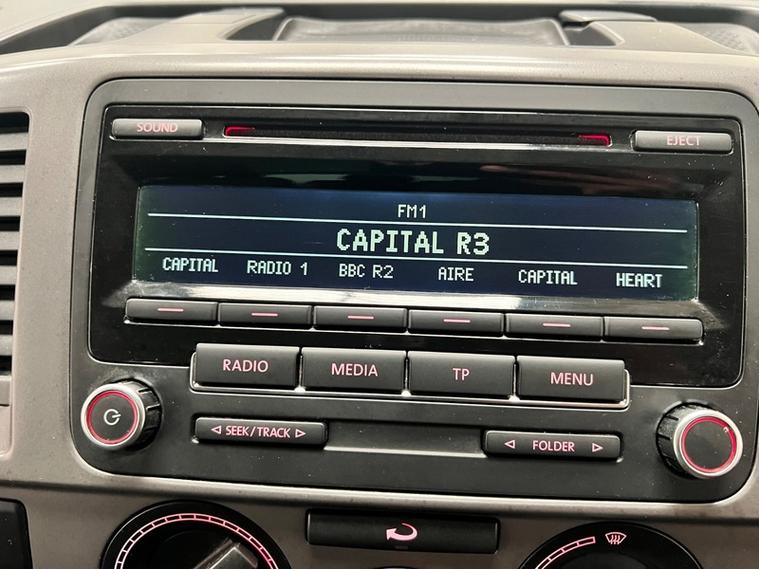 SOUND EJECT
FM1
CAPITAL R3
CAPITAL RADIO 1 BBC R2 AIRE CAPITAL HEART
RADIO MEDIA TP MENU
SEEK/TRACK FOLDER